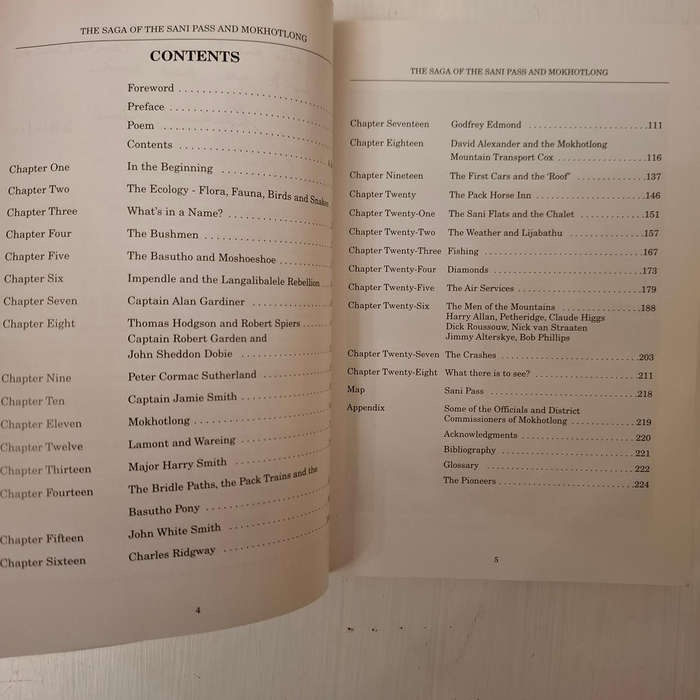 THE SAGA OF THE SANI PASS AND MOKHOTLONG
CONTENTS
Foreword
Preface
Poem
Contents
Chapter One In the Beginning
Chapter Two The Ecology - Flora, Fauna, Birds and Snakes
Chapter Three What's in a Name?
Chapter Four The Bushmen
Chapter Five The Basutho and Moshoeshoe
Chapter Six Impendle and the Langalibalele Rebellion
Chapter Seven Captain Alan Gardiner
Chapter Eight Thomas Hodgson and Robert Spiers
Captain Robert Garden and
John Sheddon Dobie
Chapter Nine Peter Cormac Sutherland
Chapter Ten Captain Jamie Smith
Chapter Eleven Mokhotlong
Chapter Twelve Lamont and Wareing
Chapter Thirteen Major Harry Smith
Chapter Fourteen The Bridle Paths, the Pack Trains and the
Basutho Pony
Chapter Fifteen John White Smith
Chapter Sixteen Charles Ridgway
4
THE SAGA OF THE SANI PASS AND MOKHOTLONG
Chapter Seventeen Godfrey Edmond 111
Chapter Eighteen David Alexander and the Mokhotlong
Mountain Transport Cox 116
Chapter Nineteen The First Cars and the 'Roof' 137
Chapter Twenty The Pack Horse Inn 146
Chapter Twenty-One The Sani Flats and the Chalet 151
Chapter Twenty-Two The Weather and Lijabathu 157
Chapter Twenty-Three Fishing 167
Chapter Twenty-Four Diamonds 173
Chapter Twenty-Five The Air Services 179
Chapter Twenty-Six The Men of the Mountains 188
Harry Allan, Petheridge, Claude Higgs
Dick Roussouw, Nick van Straaten
Jimmy Alterskye, Bob Phillips
Chapter Twenty-Seven The Crashes 203
Chapter Twenty-Eight What there is to see? 211
Map Sani Pass 218
Appendix Some of the Officials and District
Commissioners of Mokhotlong 219
Acknowledgments 220
Bibliography 221
Glossary 222
The Pioneers 224
5